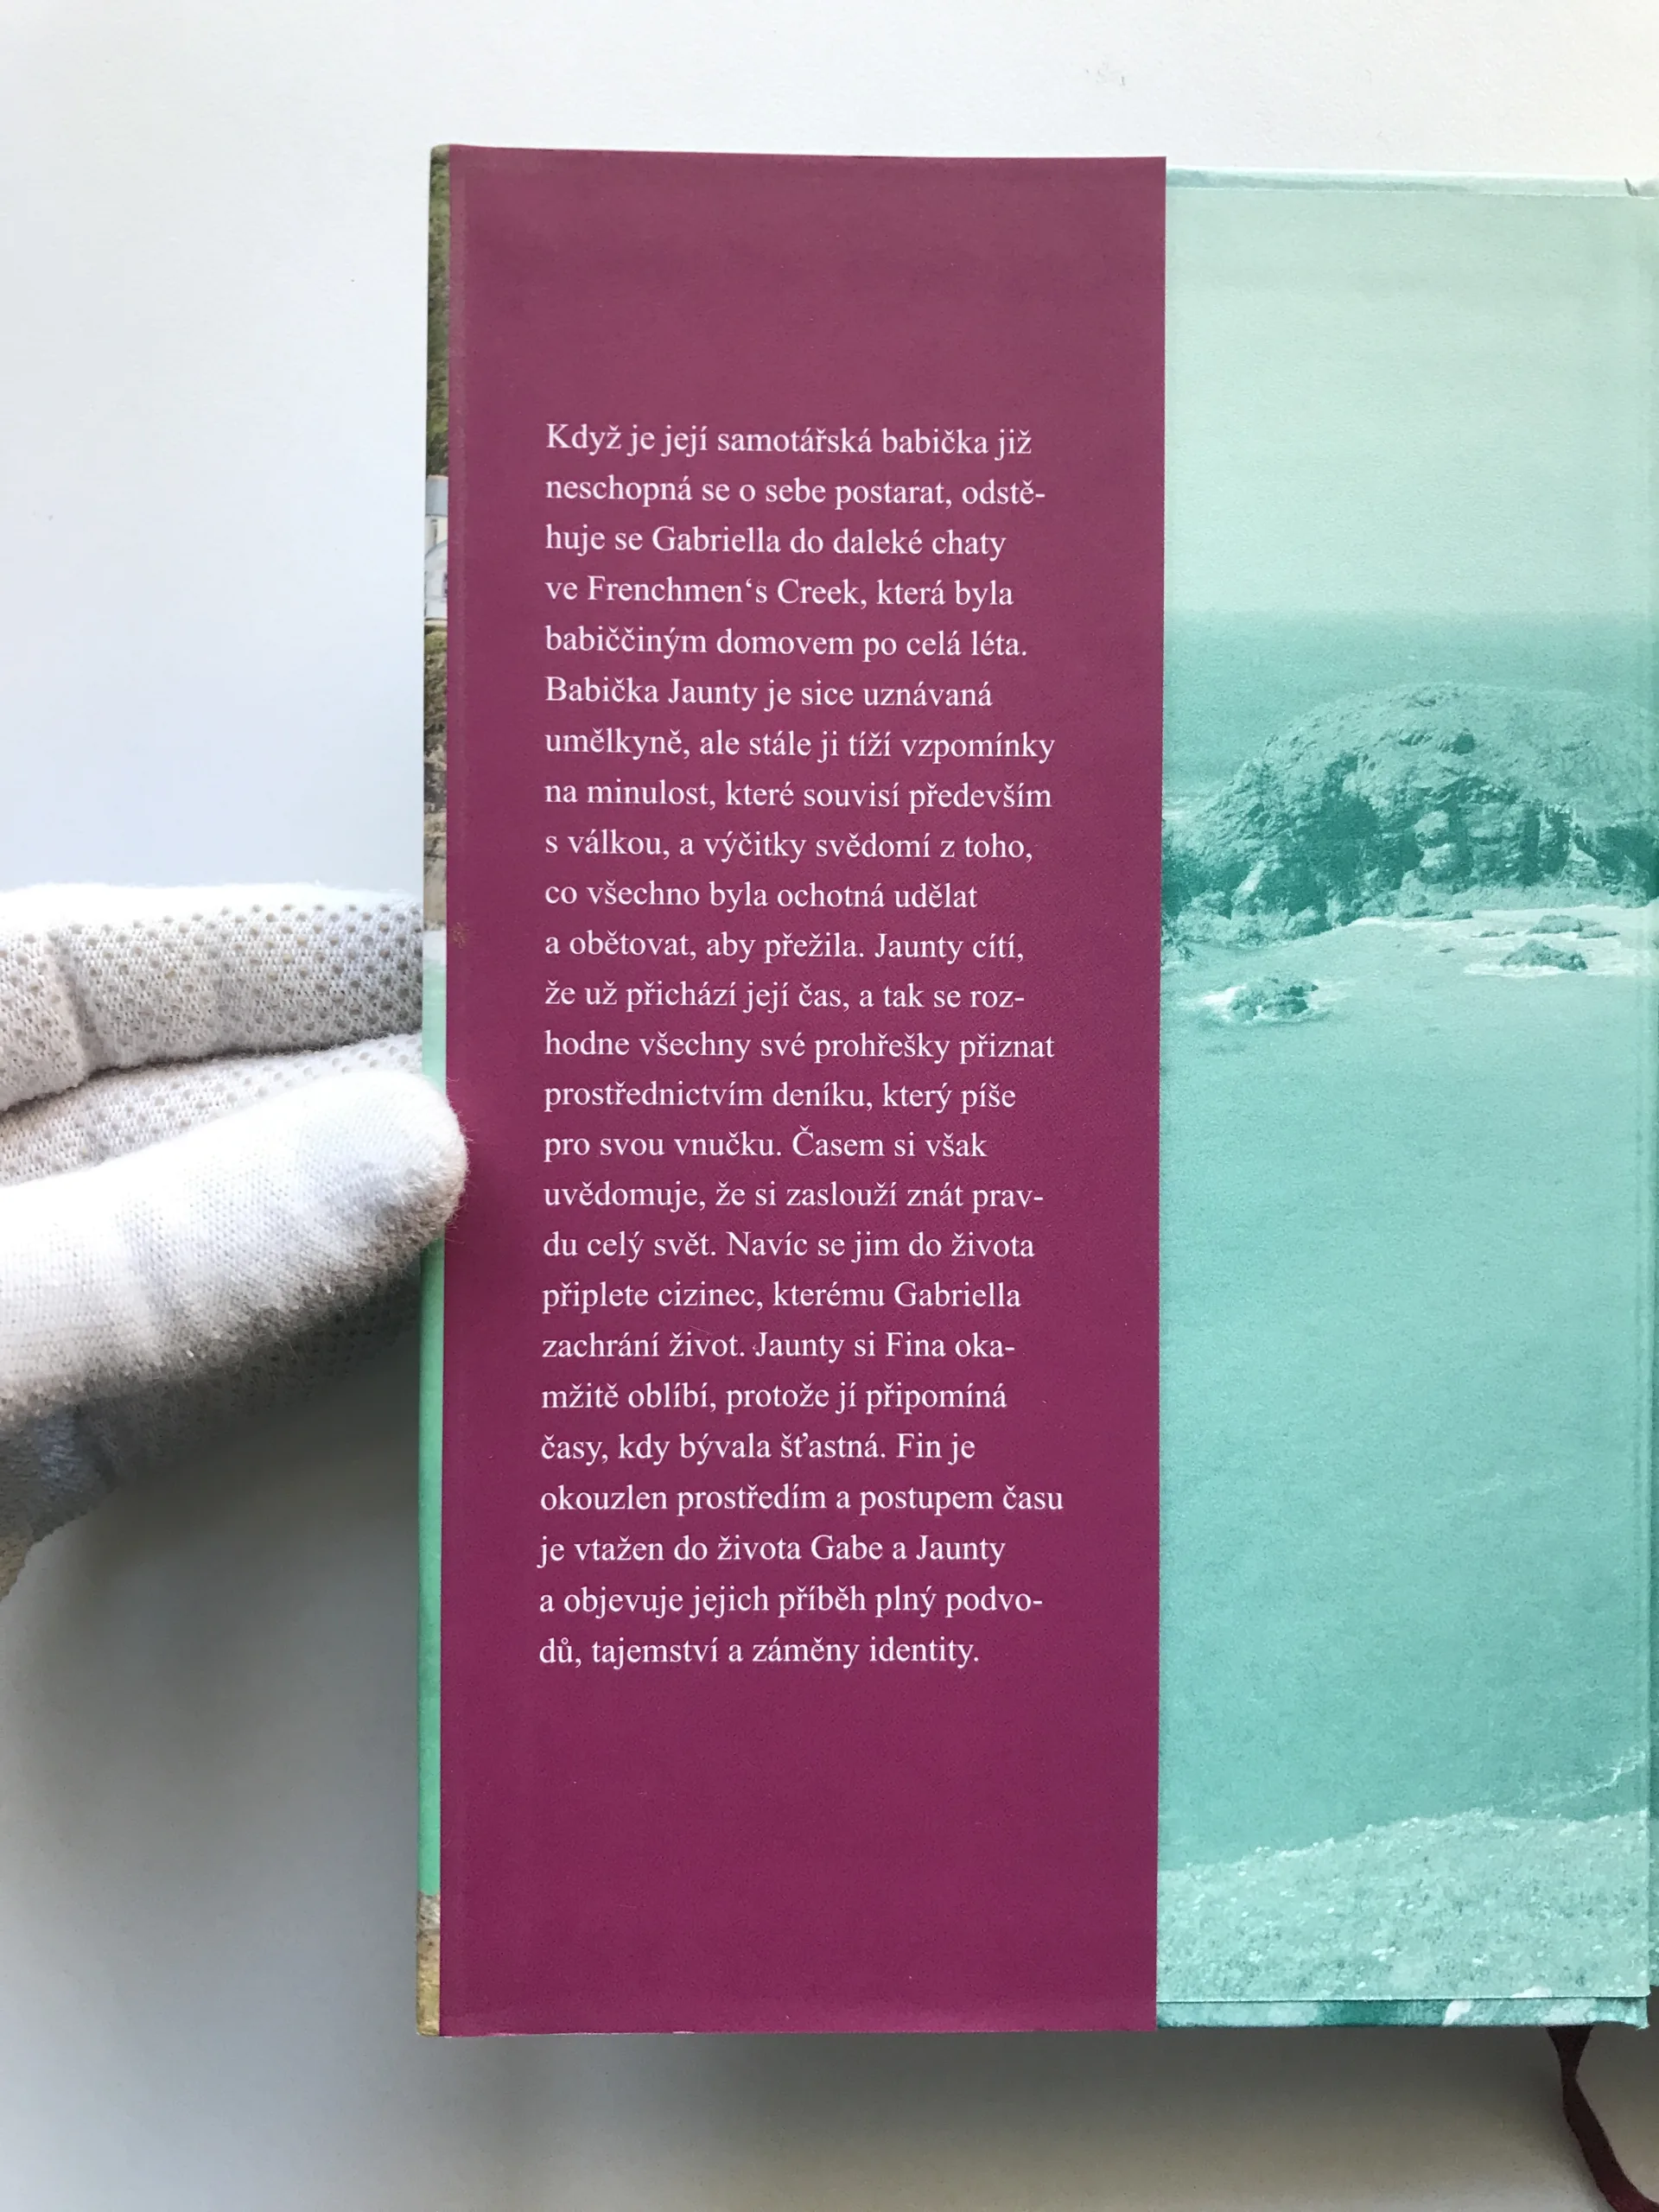 Když je její samotářská babička již
neschopná se o sebe postarat, odstě-
huje se Gabriella do daleké chaty
ve Frenchmen‘s Creek, která byla
babiččiným domovem po celá léta.
Babička Jaunty je sice uznávaná
umělkyně, ale stále ji tíží vzpomínky
na minulost, které souvisí především
s válkou, a výčitky svědomí z toho,
co všechno byla ochotná udělat
a obětovat, aby přežila. Jaunty cítí,
že už přichází její čas, a tak se roz-
hodne všechny své prohřešky přiznat
prostřednictvím deníku, který píše
pro svou vnučku. Časem si však
uvědomuje, že si zaslouží znát prav-
du celý svět. Navíc se jim do života
připlete cizinec, kterému Gabriella
zachrání život. Jaunty si Fina oka-
mžitě oblíbí, protože jí připomíná
časy, kdy bývala šťastná. Fin je
okouzlen prostředím a postupem času
je vtažen do života Gabe a Jaunty
a objevuje jejich příběh plný podvo-
dů, tajemství a záměny identity.